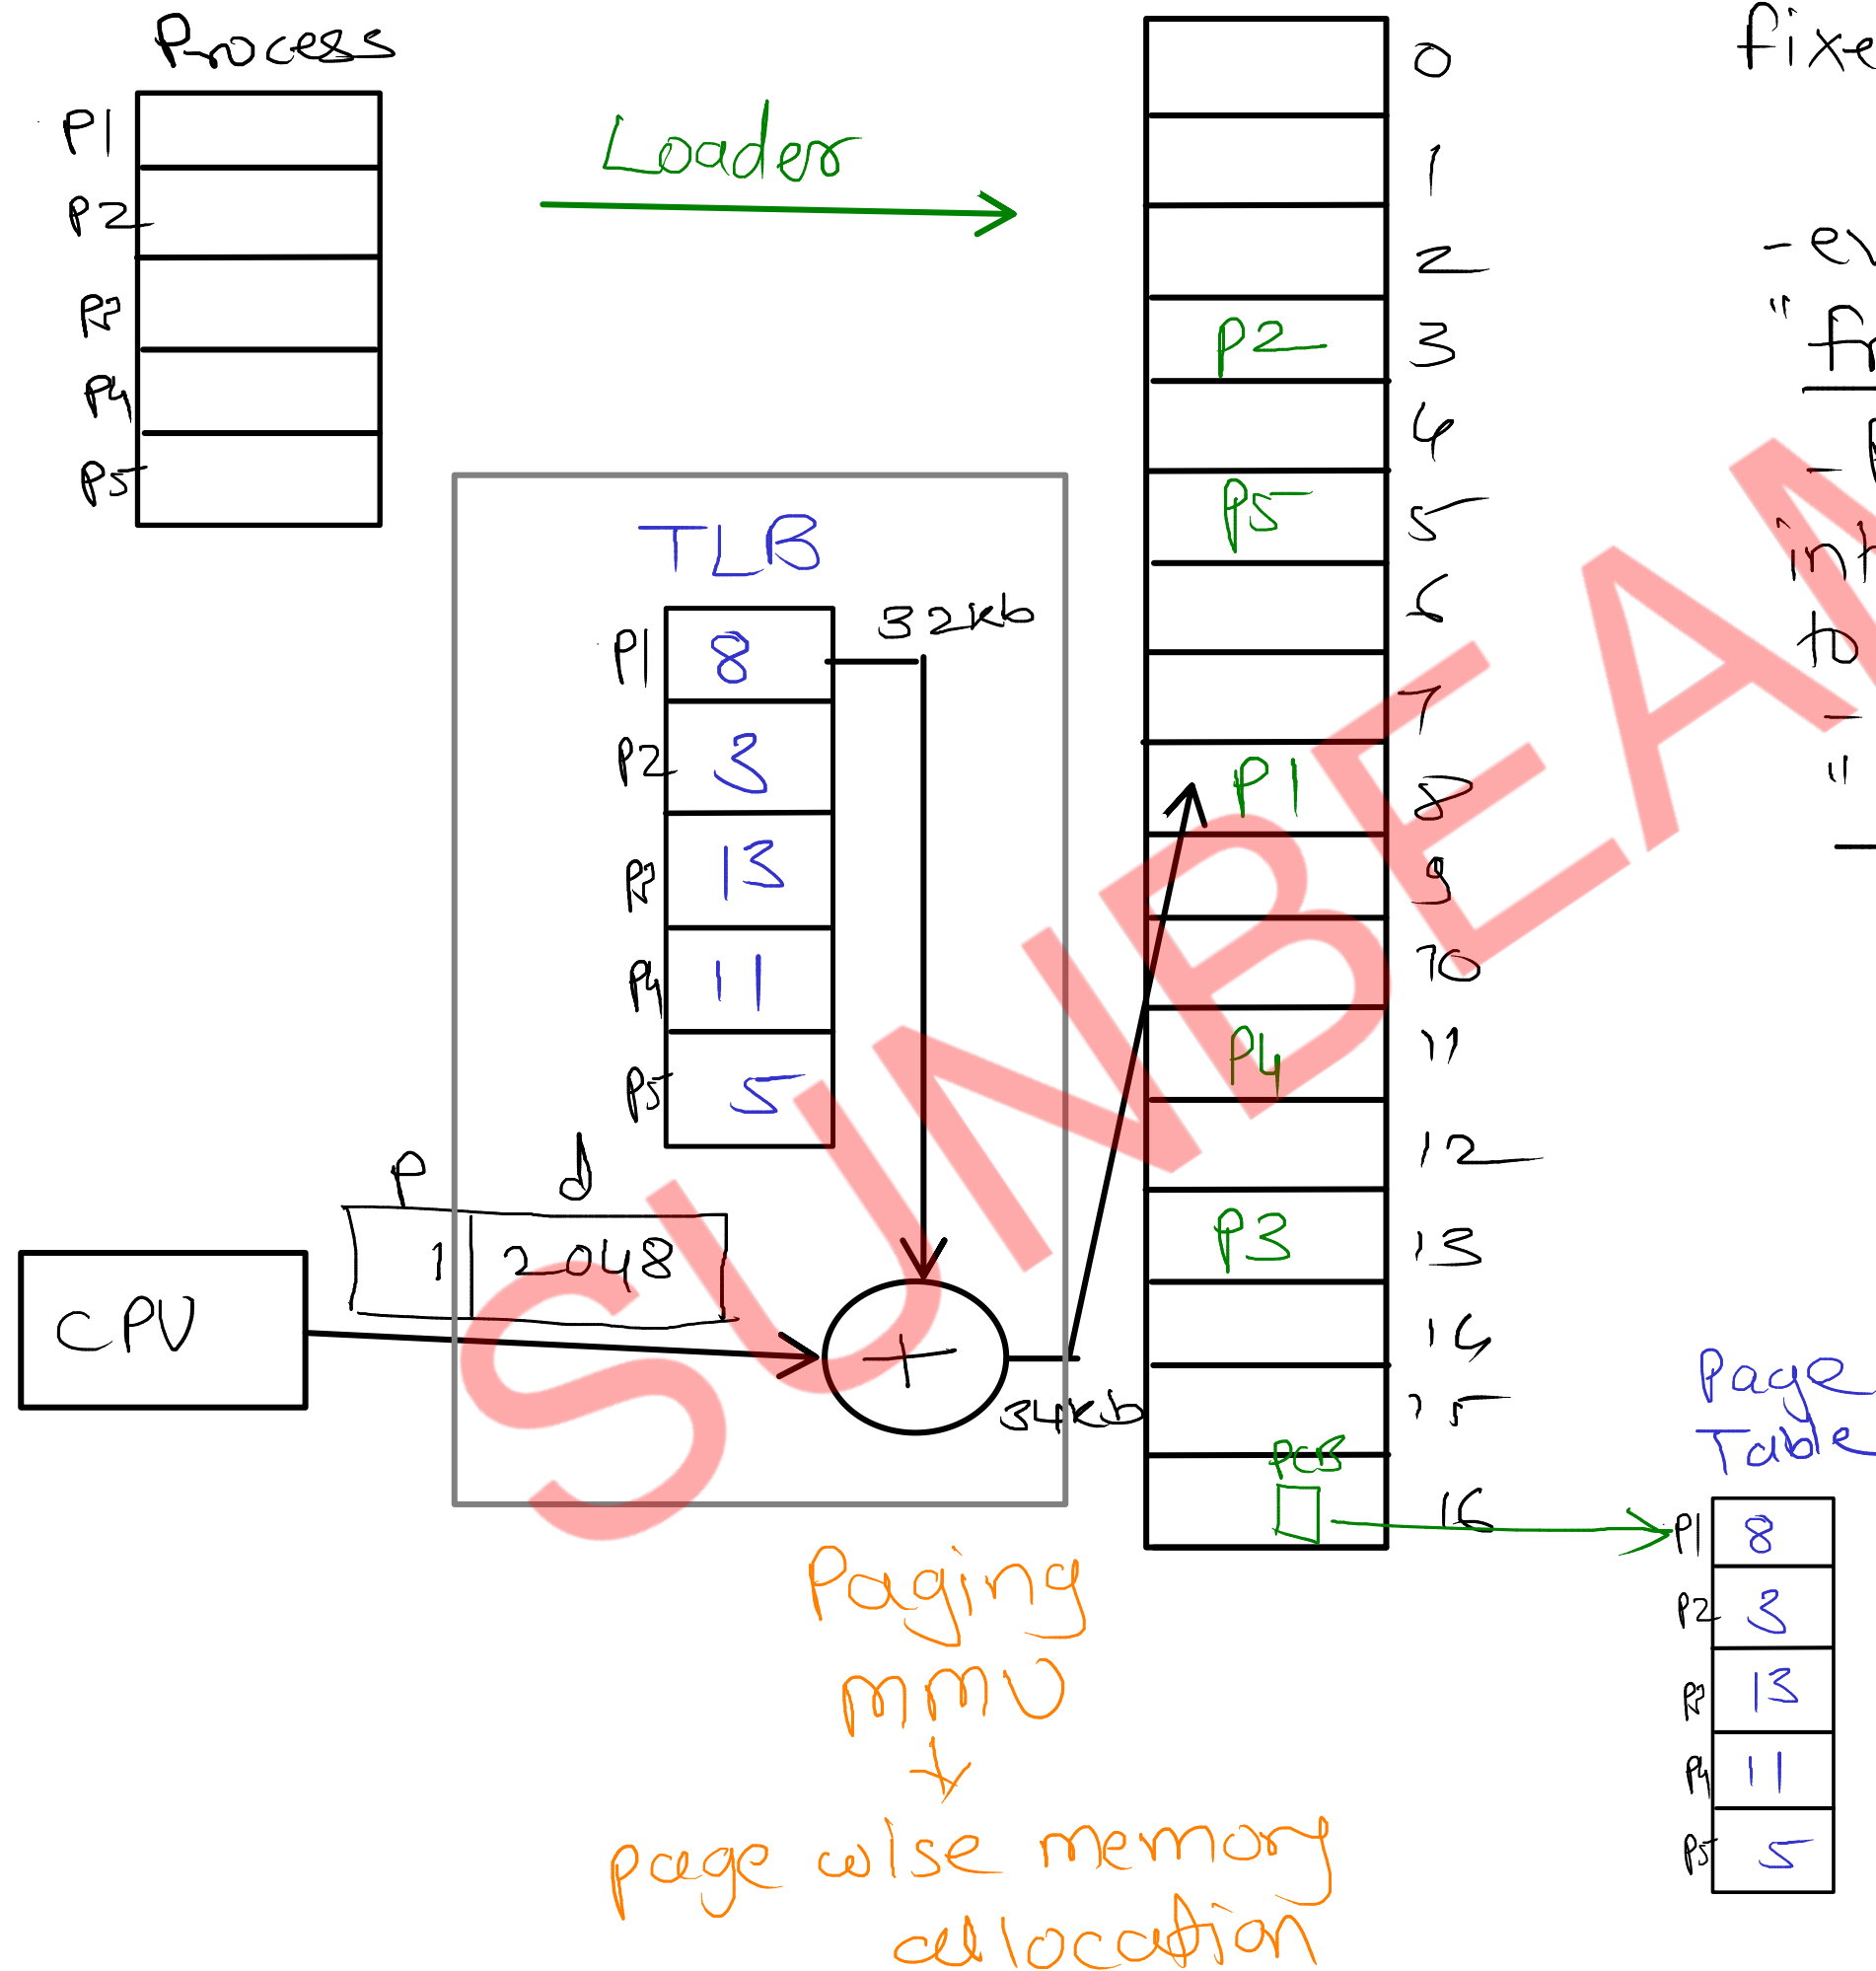 Process
P1
P2
P3
P4
P5
Loader
0
1
2
P2 3
4
P5 5
6
7
P1 8
9
10
P4 11
12
P3 13
14
15
PCB
16
TLB
32kb
P1 8
P2 3
P3 13
P4 11
P5 5
P d
1 2048
CPU
+
34kb
Paging
MMU
page wise memory
allocation
Page
Table
P1 8
P2 3
P3 13
P4 11
P5 5
fixe
-ev
" fr
int
to
SUNBEAM